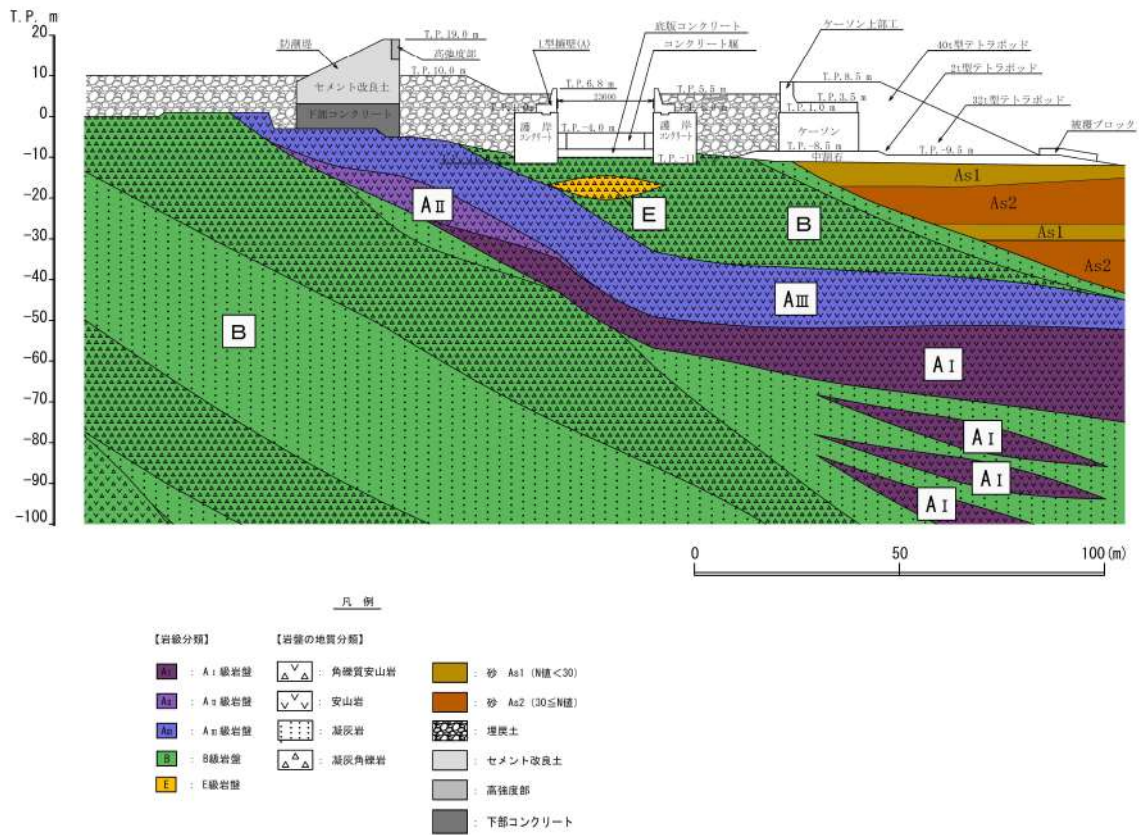 T.P. m
20
10
0
-10
-20
-30
-40
-50
-60
-70
-80
-90
-100
防潮堤
T.P.19.0 m
高強度部
T.P.10.0 m
セメント改良土
下部コンクリート
L型擁壁(A)
底版コンクリート
コンクリート堰
T.P.6.8 m
23600
T.P.5.5 m
護岸
コンクリート
T.P.-4.0 m
護岸
コンクリート
ケーソン上部工
40t型テトラポッド
2t型テトラポッド
32t型テトラポッド
被覆ブロック
T.P.8.5 m
T.P.3.5 m
T.P.1.0 m
ケーソン
T.P.-8.5 m
中割石
T.P.-9.5 m
As1
As2
As1
As2
AⅡ
E
B
AⅢ
B
AⅠ
AⅠ
AⅠ
AⅠ
0
50
100(m)
凡 例
【岩級分類】
AⅠ : AⅠ級岩盤
AⅡ : AⅡ級岩盤
AⅢ : AⅢ級岩盤
B : B級岩盤
E : E級岩盤
【岩盤の地質分類】
: 角礫質安山岩
: 安山岩
: 凝灰岩
: 凝灰角礫岩
: 砂 As1 (N値<30)
: 砂 As2 (30≦N値)
: 埋戻土
: セメント改良土
: 高強度部
: 下部コンクリート